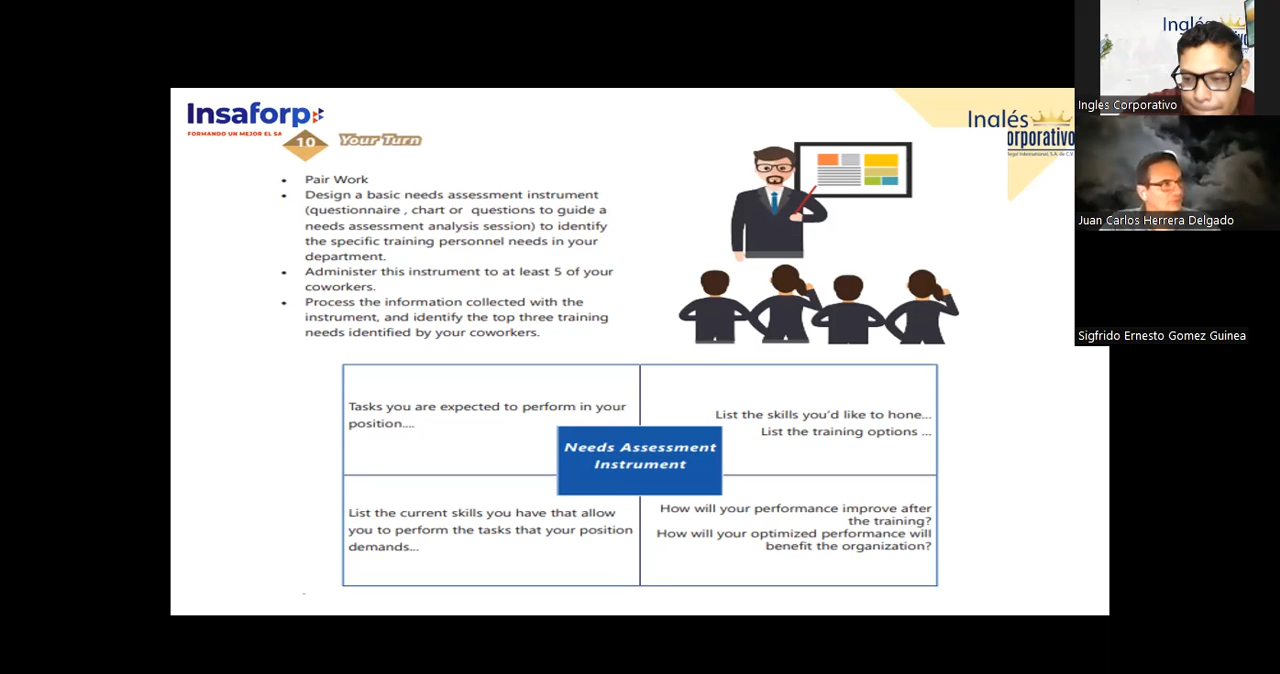 Insaforp
FORMANDO UN MEJOR EL SA
10
Your Turn
Inglés
orporativo
• Pair Work
• Design a basic needs assessment instrument
(questionnaire , chart or questions to guide a
needs assessment analysis session) to identify
the specific training personnel needs in your
department.
• Administer this instrument to at least 5 of your
coworkers.
• Process the information collected with the
instrument, and identify the top three training
needs identified by your coworkers.
Tasks you are expected to perform in your
position....
List the skills you'd like to hone...
List the training options ...
Needs Assessment
Instrument
List the current skills you have that allow
you to perform the tasks that your position
demands...
How will your performance improve after
the training?
How will your optimized performance will
benefit the organization?
Inglé
Ingles Corporativo
Juan Carlos Herrera Delgado
Sigfrido Ernesto Gomez Guinea